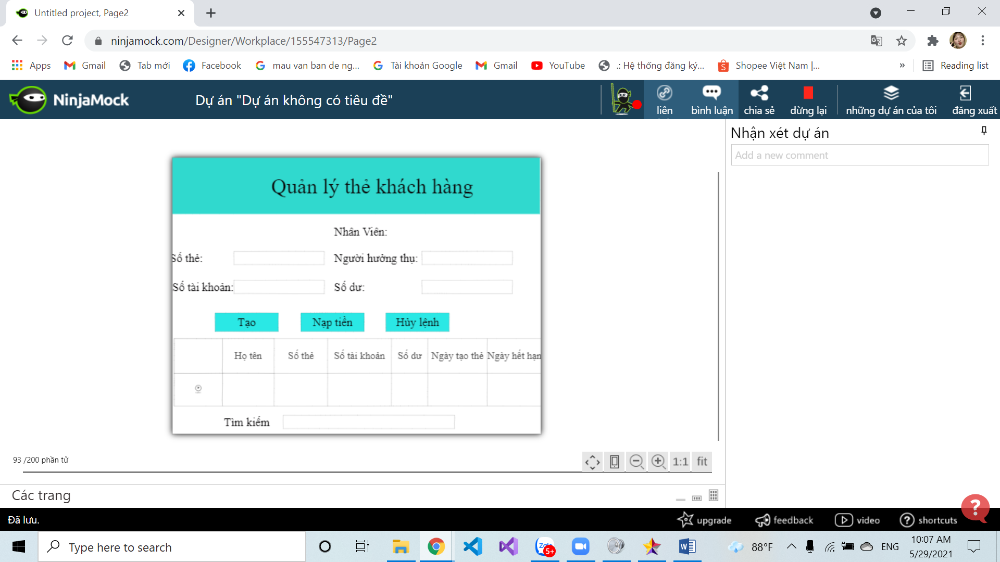 Untitled project, Page2
ninjamock.com/Designer/Workplace/155547313/Page2
Apps Gmail Tab mới Facebook mau van ban de ng... Tài khoản Google Gmail YouTube .: Hệ thống đăng ký... Shopee Việt Nam |... » Reading list
NinjaMock
Dự án "Dự án không có tiêu đề"
liên bình luận chia sẻ dừng lại những dự án của tôi đăng xuất
Nhận xét dự án
Add a new comment
Quản lý thẻ khách hàng
Nhân Viên:
Số thẻ: Người hưởng thụ:
Số tài khoản: Số dư:
Tạo Nạp tiền Hủy lệnh
Họ tên Số thẻ Số tài khoản Số dư Ngày tạo thẻ Ngày hết hạn
Tìm kiếm
93 /200 phần tử
1:1 fit
Các trang
Đã lưu.
upgrade feedback video shortcuts
Type here to search
Zalo 5+
88°F
ENG
10:07 AM
5/29/2021